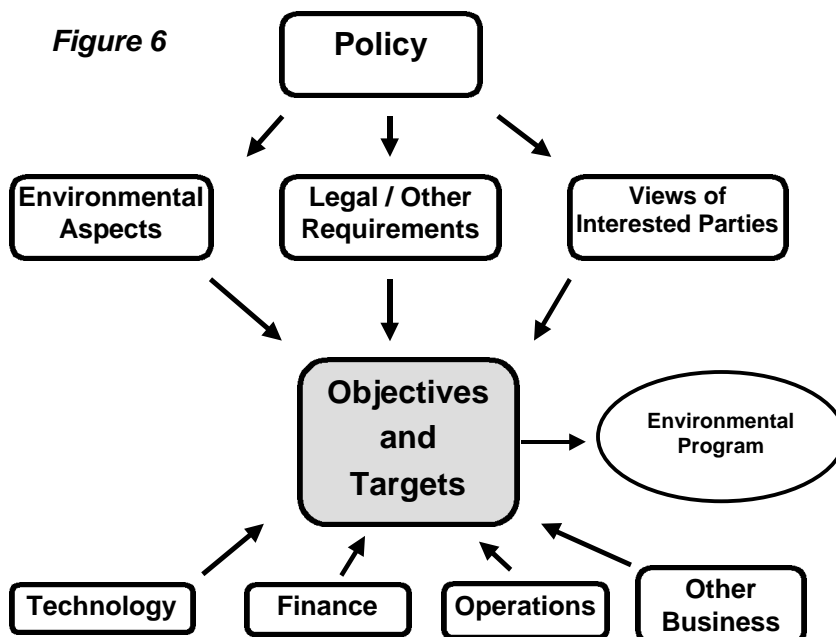 Figure 6
Policy
Environmental
Aspects
Legal / Other
Requirements
Views of
Interested Parties
Objectives
and
Targets
Environmental
Program
Technology
Finance
Operations
Other
Business